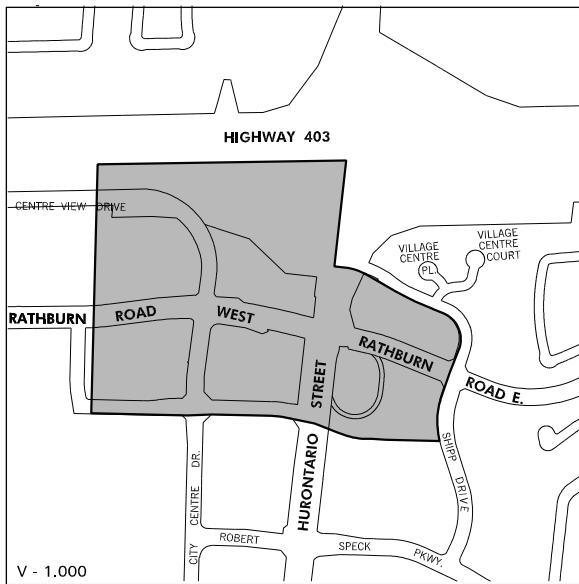 HIGHWAY 403
CENTRE VIEW DRIVE
VILLAGE
CENTRE
PL.
VILLAGE
CENTRE
COURT
RATHBURN ROAD WEST
RATHBURN ROAD E.
HURONTARIO STREET
CITY CENTRE DR.
SHIPP DRIVE
ROBERT SPECK PKWY.
V - 1.000